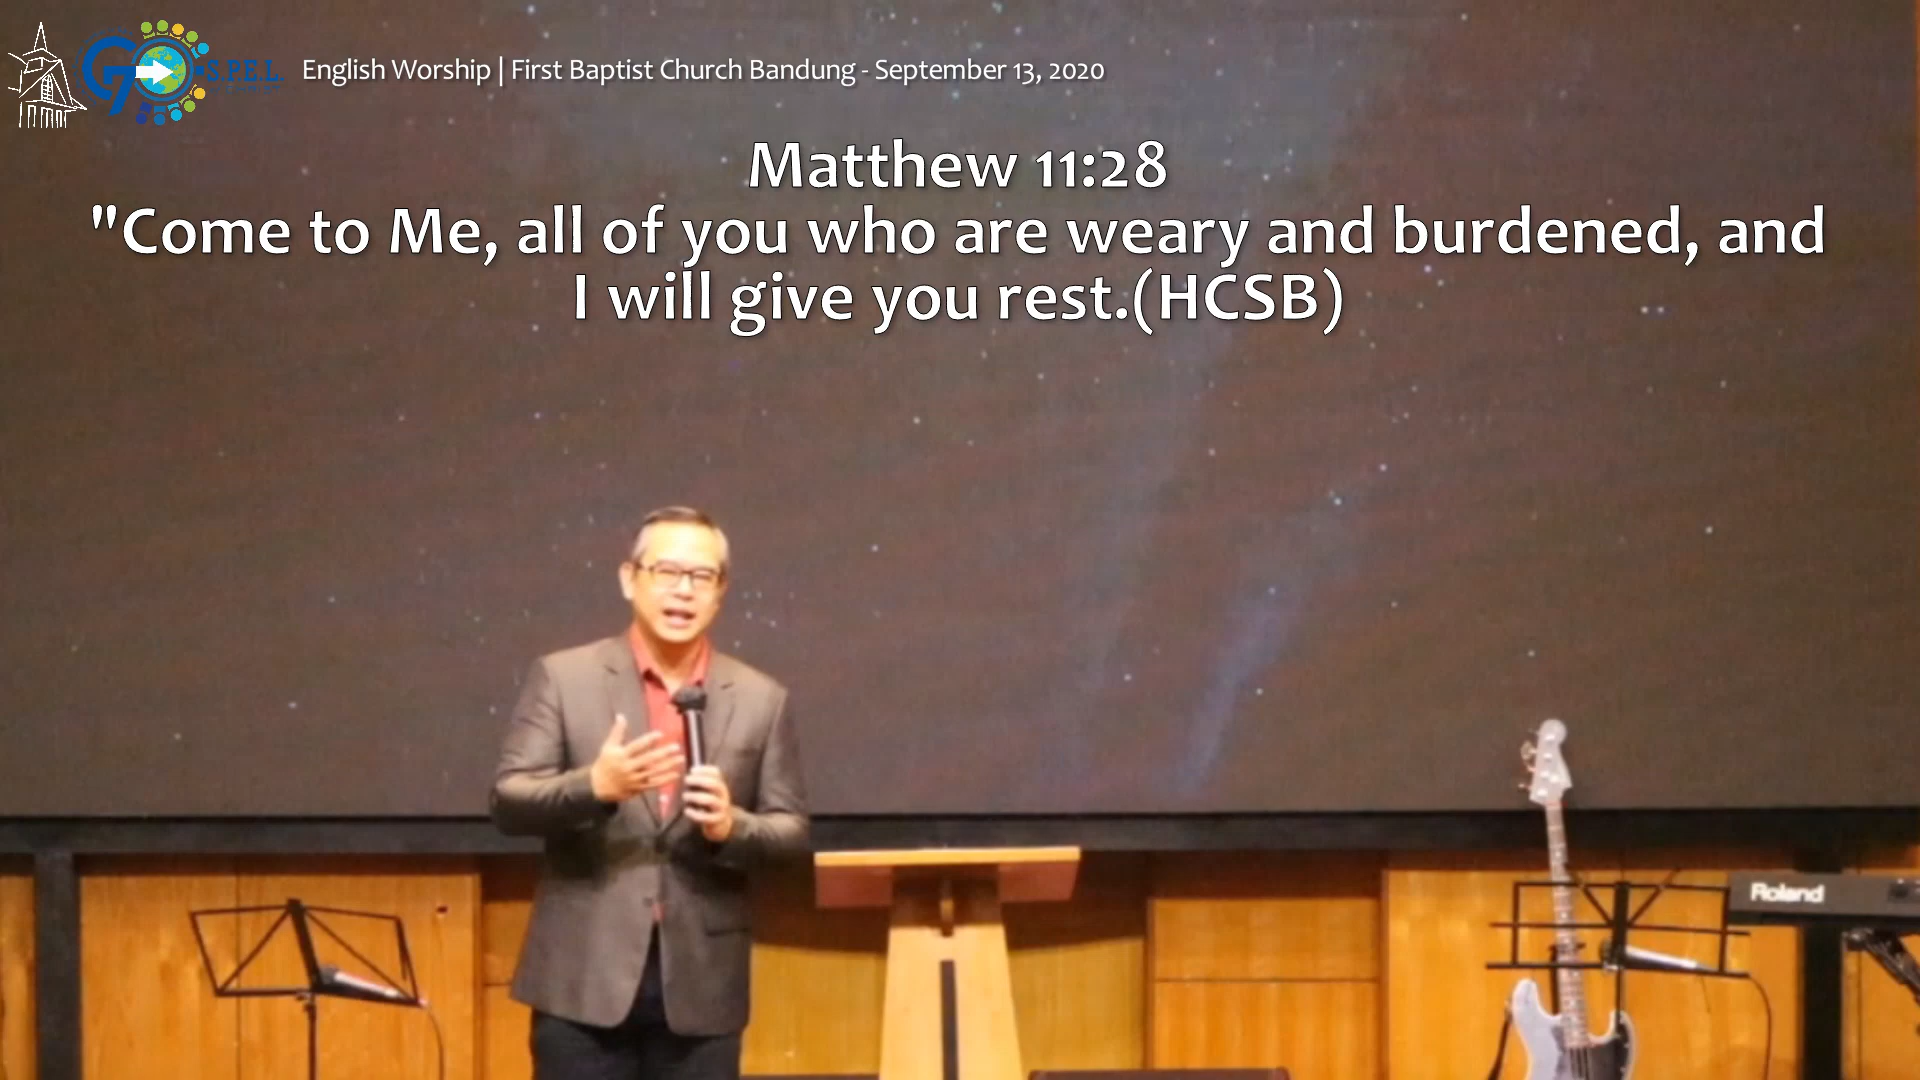 GO S.P.E.L.
English Worship | First Baptist Church Bandung - September 13, 2020
Matthew 11:28
"Come to Me, all of you who are weary and burdened, and
I will give you rest.(HCSB)
Roland